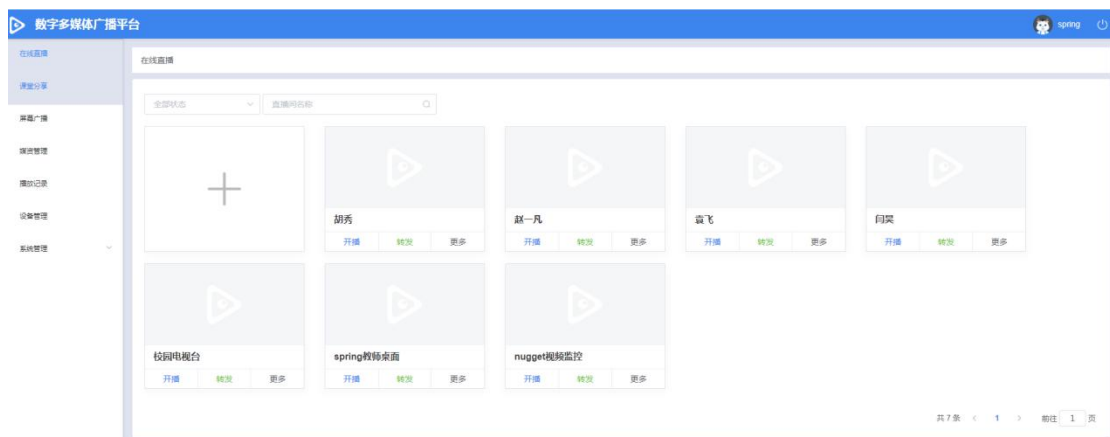 数字多媒体广播平台
spring
在线直播
课堂分享
屏幕广播
媒资管理
播放记录
设备管理
系统管理
在线直播
全部状态
直播间名称
胡秀
开播 转发 更多
赵一凡
开播 转发 更多
袁飞
开播 转发 更多
闫昊
开播 转发 更多
校园电视台
开播 转发 更多
spring教师桌面
开播 转发 更多
nugget视频监控
开播 转发 更多
共 7 条 < 1 > 前往 1 页